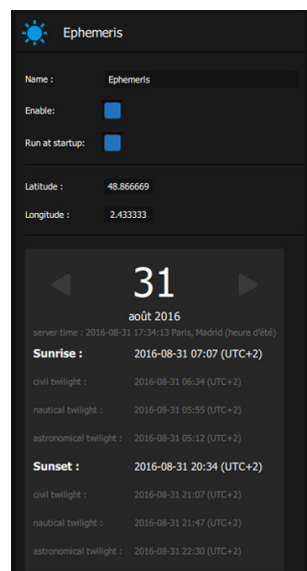 Ephemeris
Name : Ephemeris
Enable:
Run at startup:
Latitude : 48.866669
Longitude : 2.433333
31
août 2016
server time : 2016-08-31 17:34:13 Paris, Madrid (heure d'été)
Sunrise : 2016-08-31 07:07 (UTC+2)
civil twilight : 2016-08-31 06:34 (UTC+2)
nautical twilight : 2016-08-31 05:55 (UTC+2)
astronomical twilight : 2016-08-31 05:12 (UTC+2)
Sunset : 2016-08-31 20:34 (UTC+2)
civil twilight : 2016-08-31 21:07 (UTC+2)
nautical twilight : 2016-08-31 21:47 (UTC+2)
astronomical twilight : 2016-08-31 22:30 (UTC+2)